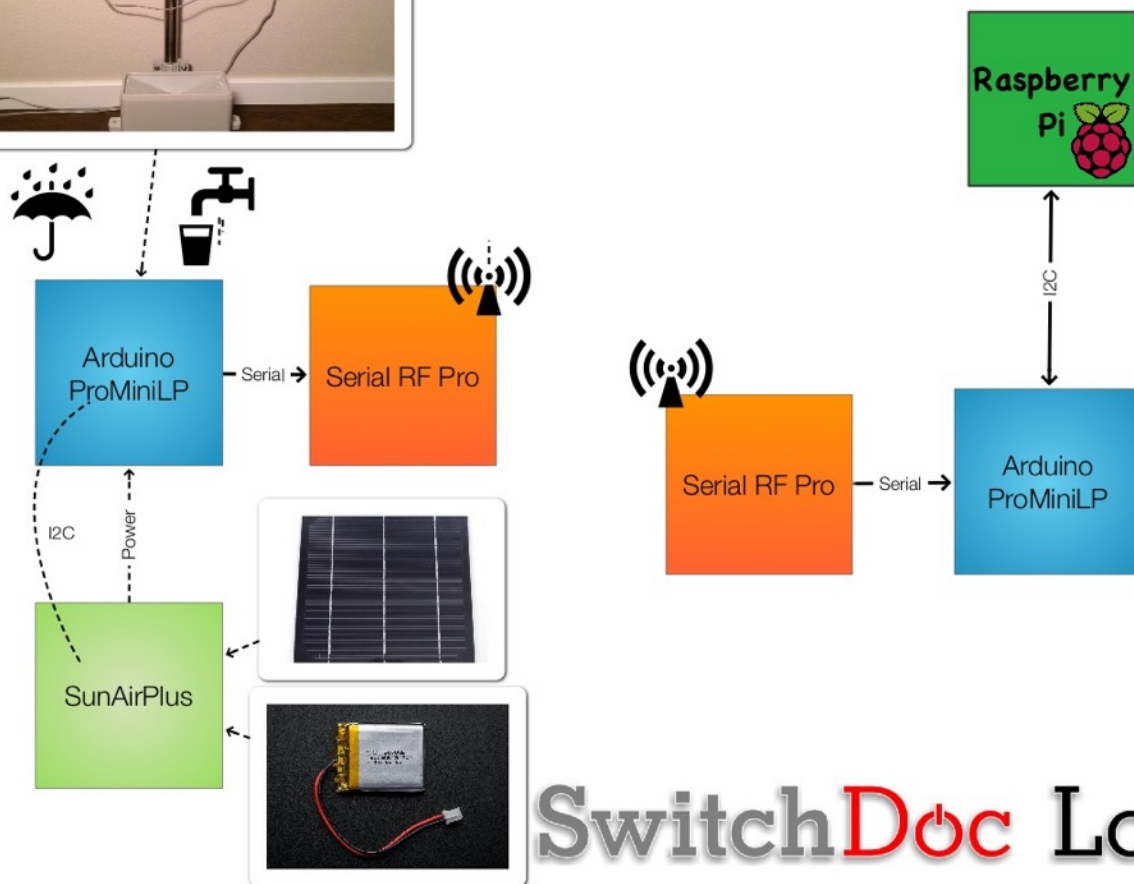 Raspberry
Pi
I2C
Arduino
ProMiniLP
Serial
Serial RF Pro
Serial RF Pro
Serial
Arduino
ProMiniLP
I2C
Power
SunAirPlus
SwitchDoc